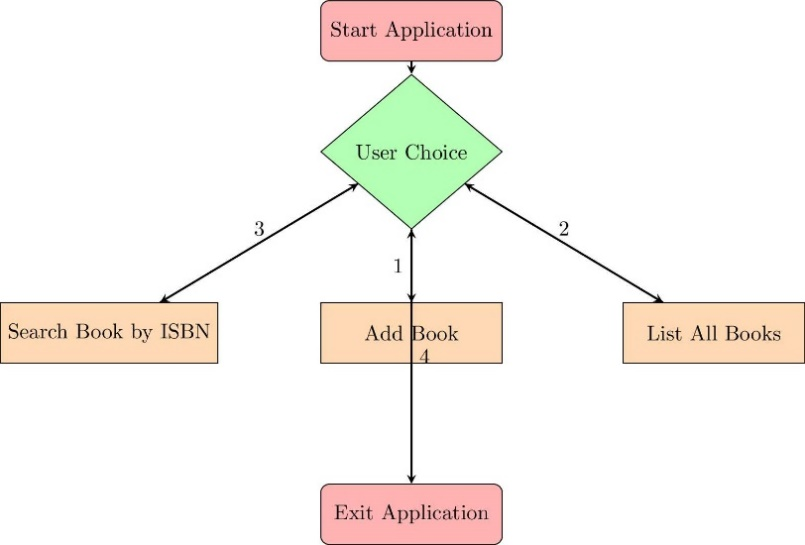 Start Application
User Choice
3
2
1
Search Book by ISBN
Add Book
List All Books
4
Exit Application